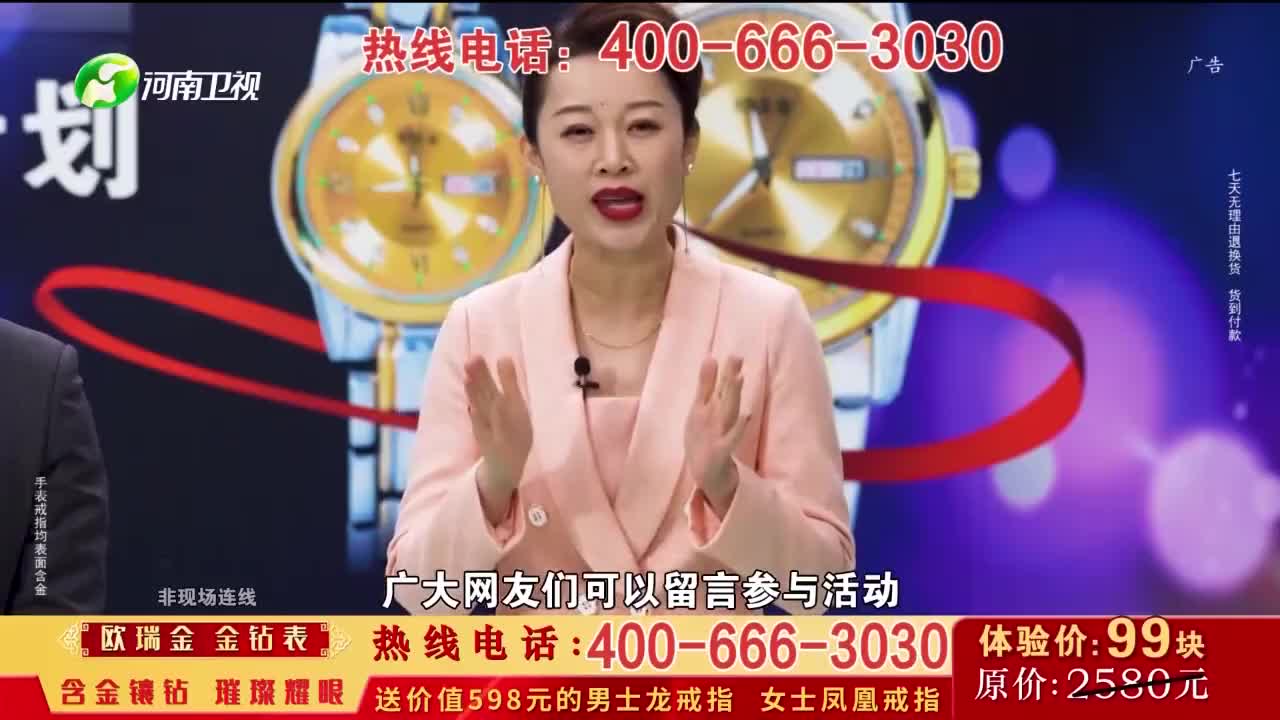 热线电话：400-666-3030
河南卫视
广告
划
七天无理由退换货 货到付款
手表戒指均表面含金
非现场连线
广大网友们可以留言参与活动
欧瑞金 金钻表
热线电话:400-666-3030
体验价:99块
含金镶钻 璀璨耀眼
送价值598元的男士龙戒指 女士凤凰戒指
原价:2580元